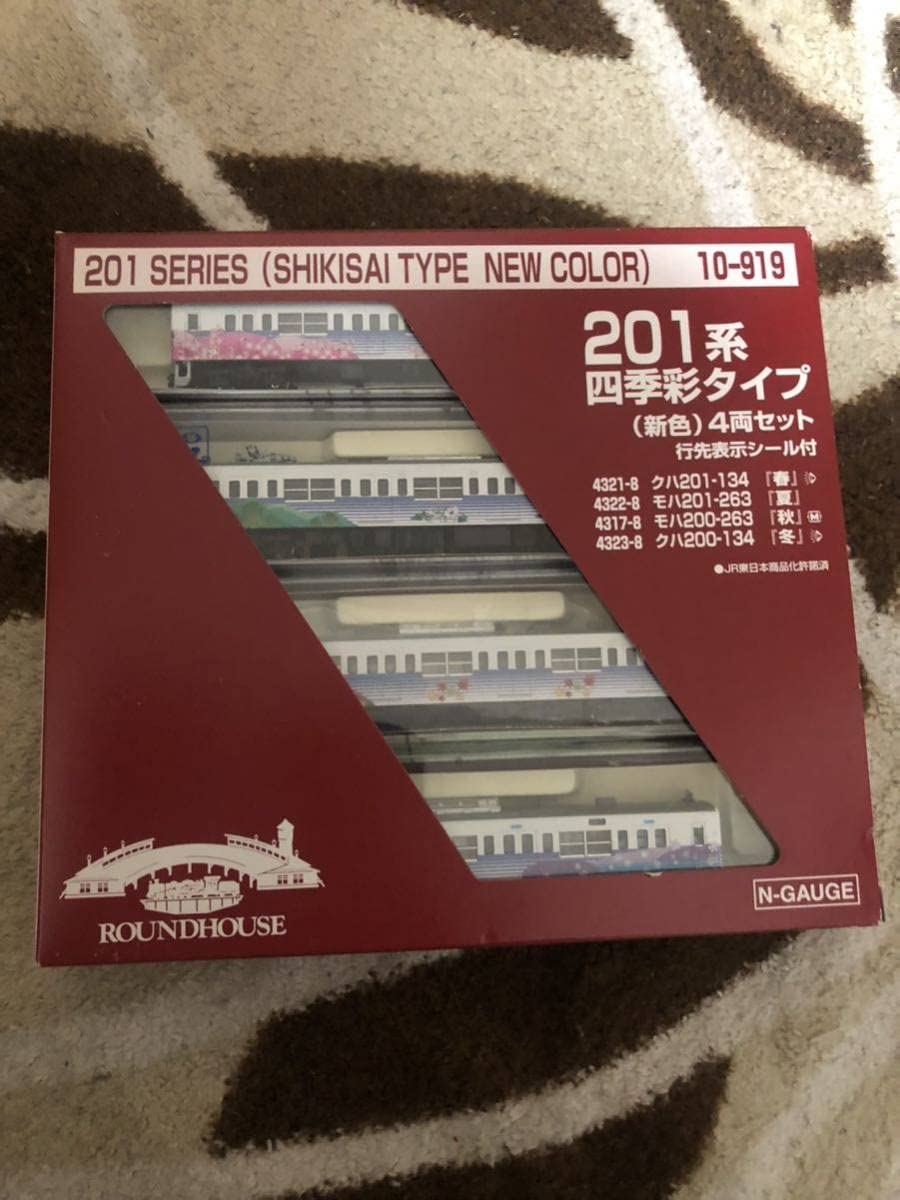 201 SERIES (SHIKISAI TYPE NEW COLOR) 10-919
201系
四季彩タイプ
(新色)4両セット
行先表示シール付
4321-8 クハ201-134 『春』
4322-8 モハ201-263 『夏』
4317-8 モハ200-263 『秋』 M
4323-8 クハ200-134 『冬』
●JR東日本商品化許諾済
ROUNDHOUSE
N-GAUGE